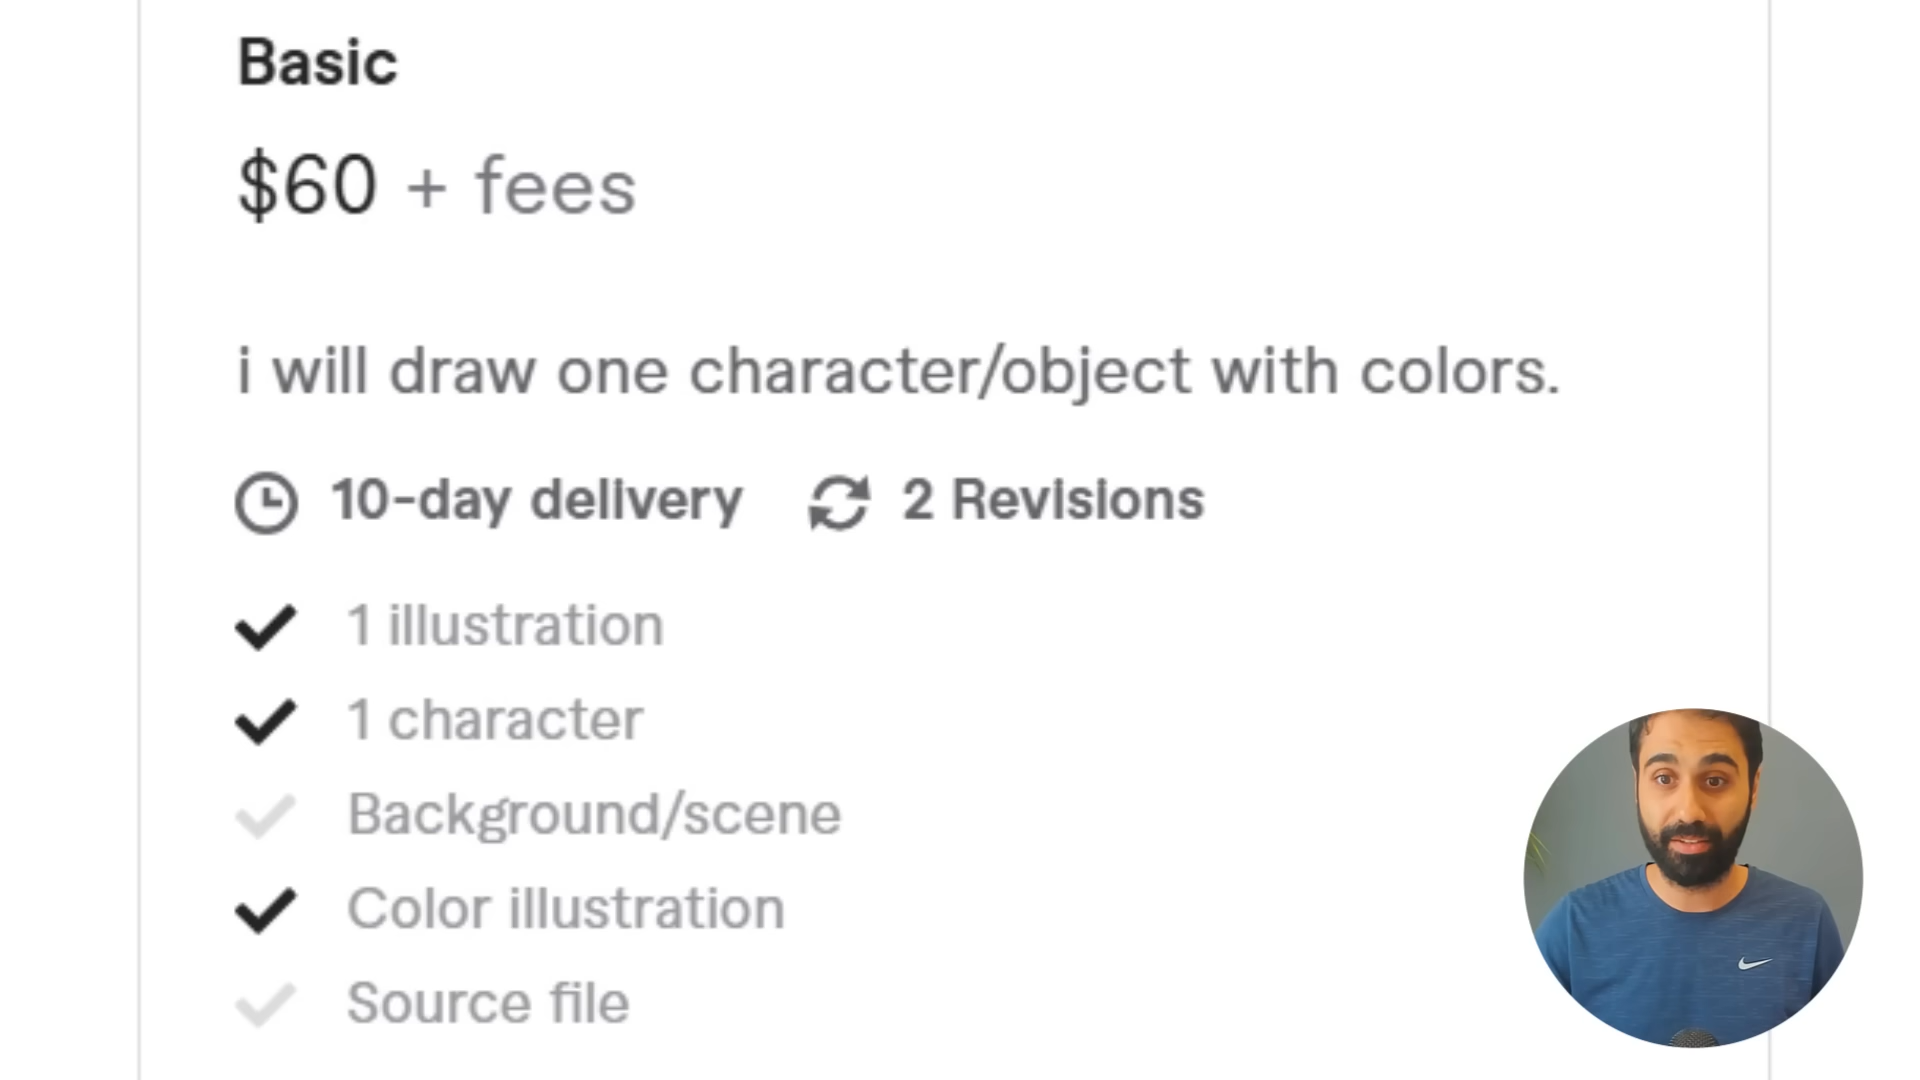 Basic
$60 + fees
i will draw one character/object with colors.
10-day delivery 2 Revisions
1 illustration
1 character
Background/scene
Color illustration
Source file